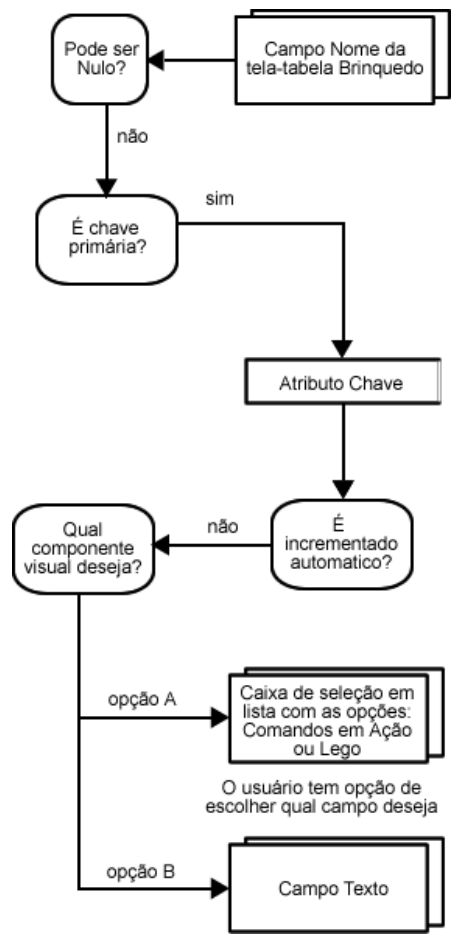 Pode ser
Nulo?
Campo Nome da
tela-tabela Brinquedo
não
É chave
primária?
sim
Atributo Chave
É
incrementado
automatico?
não
Qual
componente
visual deseja?
opção A
Caixa de seleção em
lista com as opções:
Comandos em Ação
ou Lego
O usuário tem opção de
escolher qual campo deseja
opção B
Campo Texto